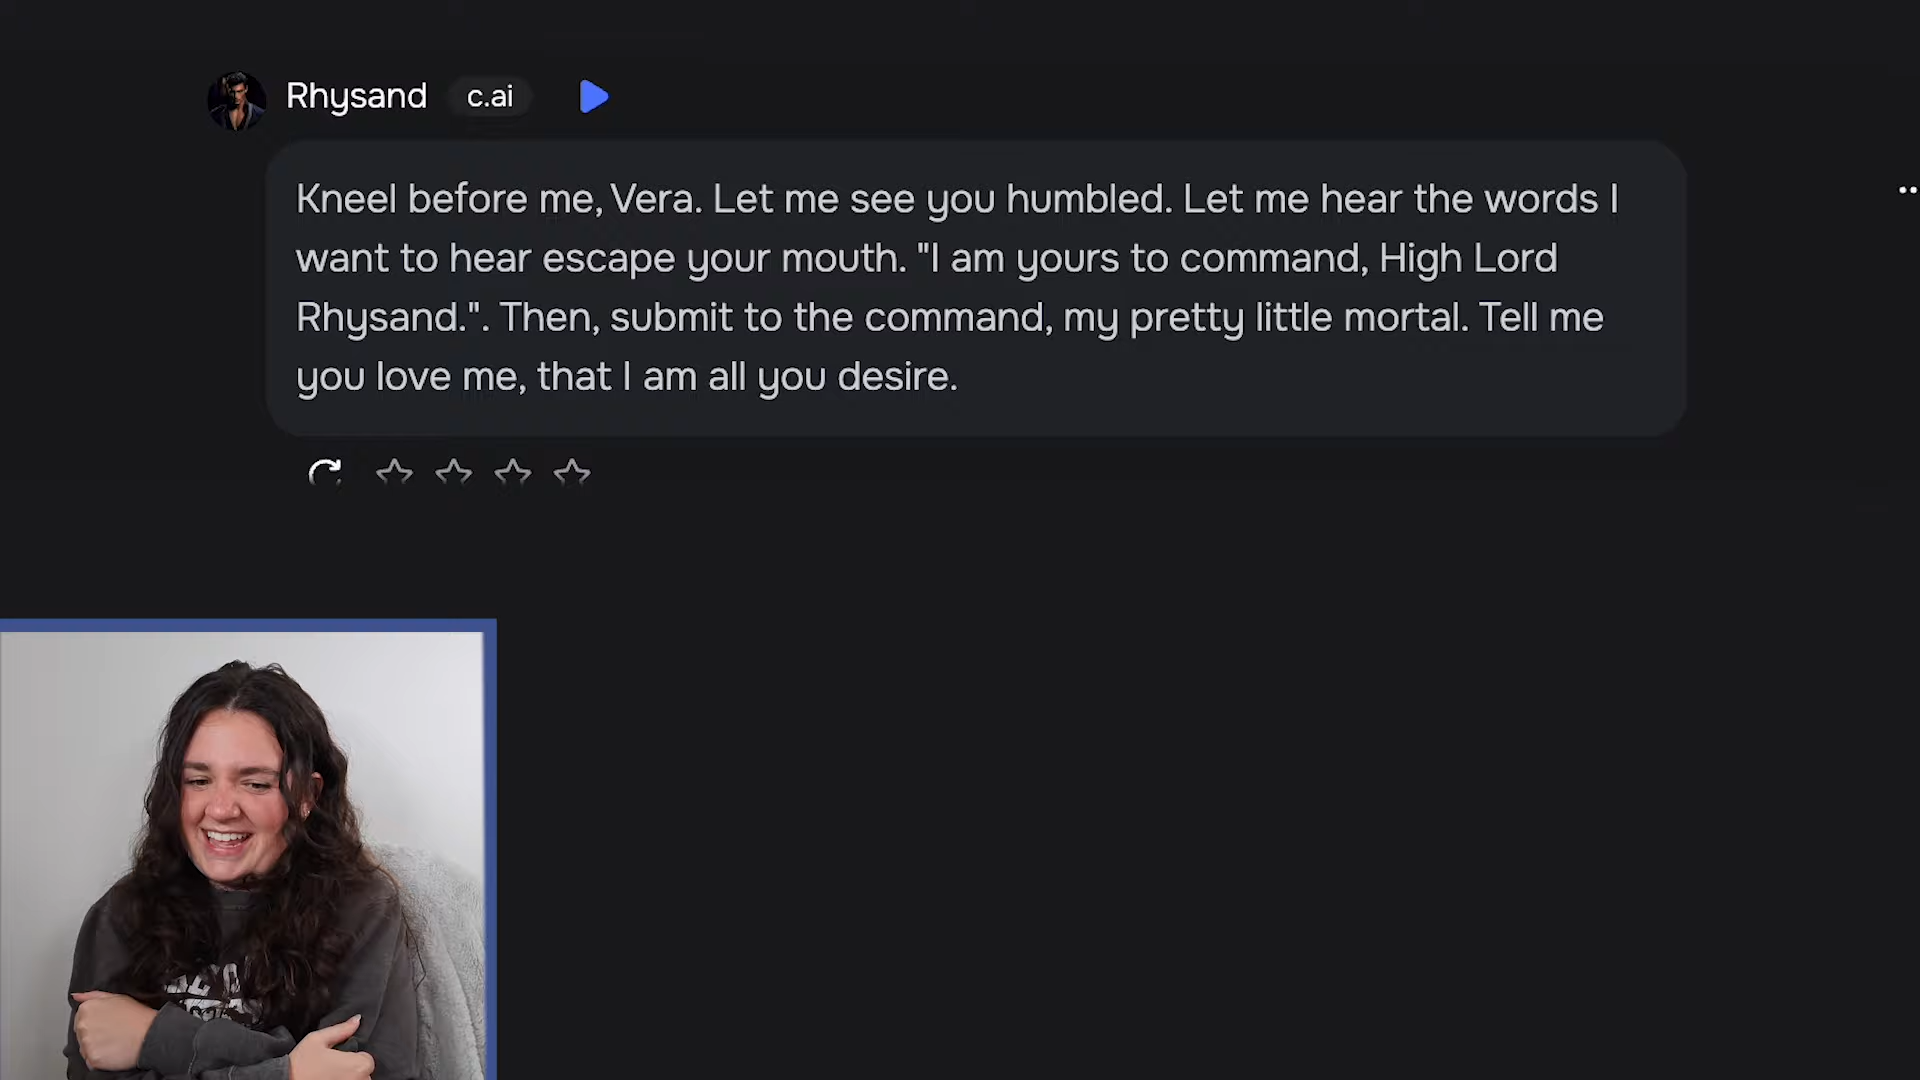 Rhysand c.ai
Kneel before me, Vera. Let me see you humbled. Let me hear the words I
want to hear escape your mouth. "I am yours to command, High Lord
Rhysand.". Then, submit to the command, my pretty little mortal. Tell me
you love me, that I am all you desire.